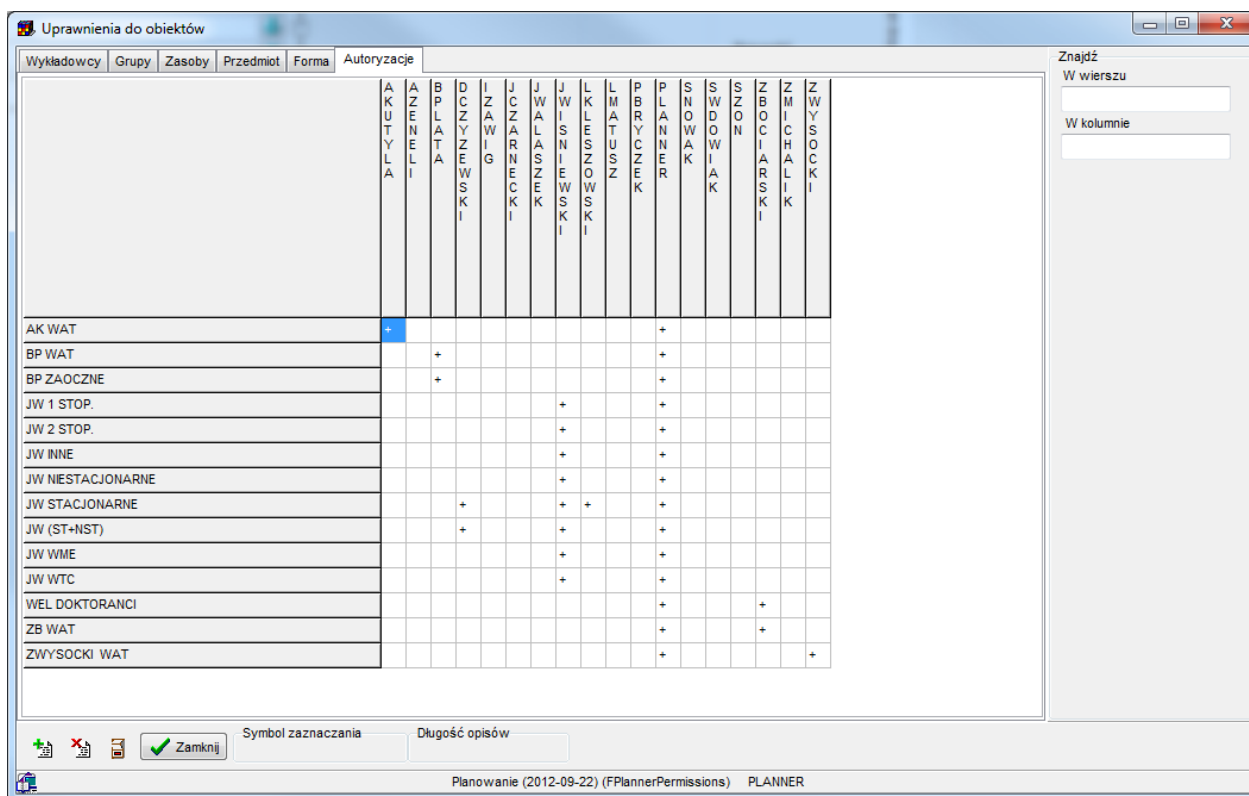 Uprawnienia do obiektów
Wykładowcy Grupy Zasoby Przedmiot Forma Autoryzacje
Znajdź
W wierszu
W kolumnie
AKUTYLA AZENELI BPLATA DCZYZEWSKI IZAWIG JCZARNECKI JWALASZEK JWISNIEWSKI LKLESZOWSKI LMATUSZ PBRYCZEK PLANNER SNOWAK SWDOWIAK SZON ZBOCIARSKI ZMICHALIK ZWYSOCKI
AK WAT + +
BP WAT + +
BP ZAOCZNE + +
JW 1 STOP. + +
JW 2 STOP. + +
JW INNE + +
JW NIESTACJONARNE + +
JW STACJONARNE + + + +
JW (ST+NST) + + +
JW WME + +
JW WTC + +
WEL DOKTORANCI + +
ZB WAT + +
ZWYSOCKI WAT + +
Zamknij
Symbol zaznaczania
Długość opisów
Planowanie (2012-09-22) (FPlannerPermissions) PLANNER